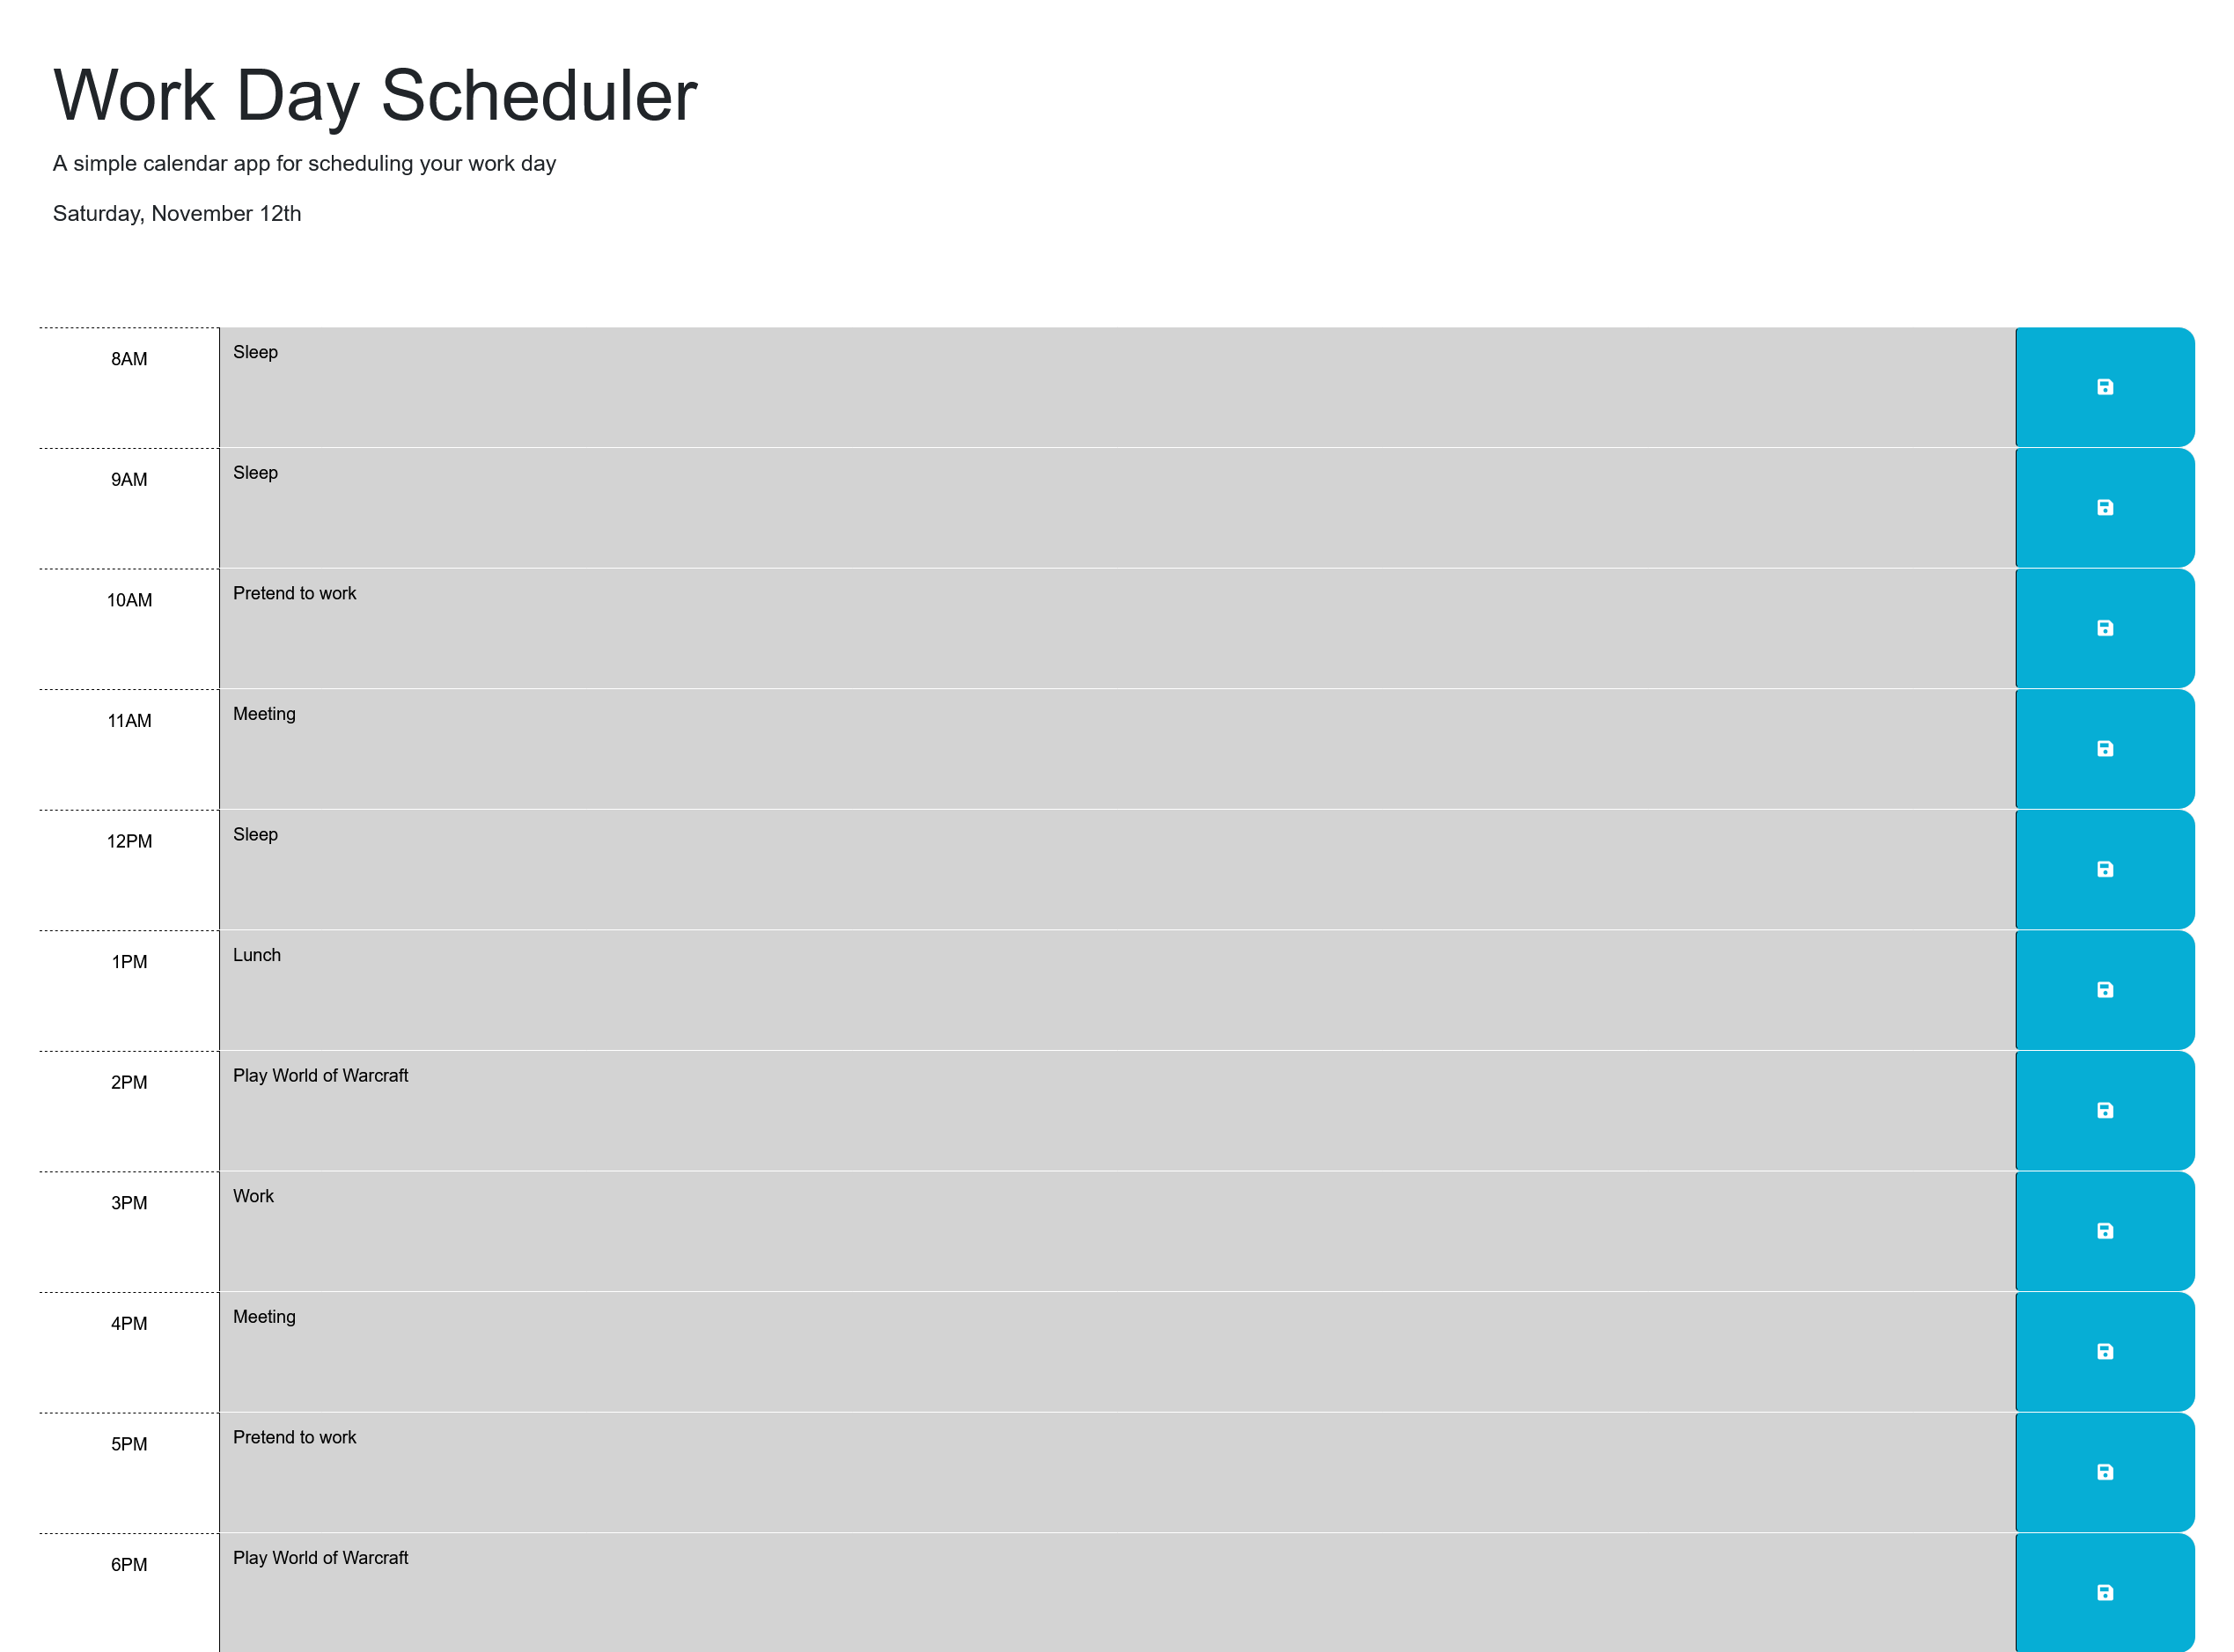 Work Day Scheduler
A simple calendar app for scheduling your work day
Saturday, November 12th
8AM Sleep
9AM Sleep
10AM Pretend to work
11AM Meeting
12PM Sleep
1PM Lunch
2PM Play World of Warcraft
3PM Work
4PM Meeting
5PM Pretend to work
6PM Play World of Warcraft